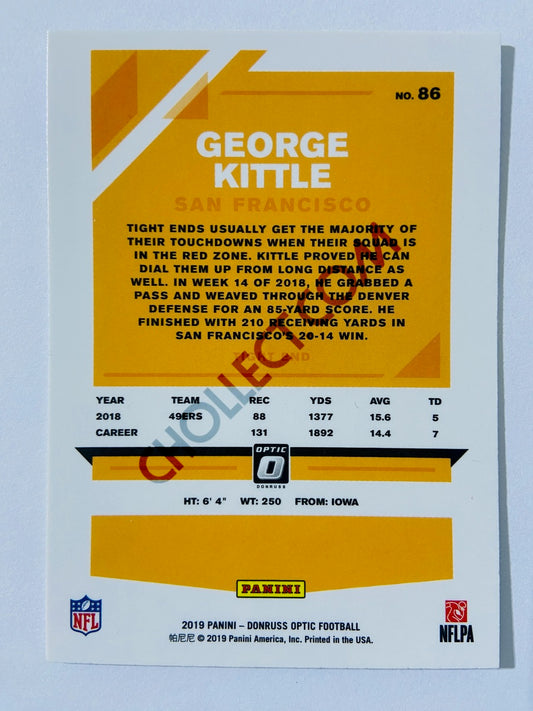 NO. 86
GEORGE
KITTLE
SAN FRANCISCO
TIGHT ENDS USUALLY GET THE MAJORITY OF
THEIR TOUCHDOWNS WHEN THEIR SQUAD IS
IN THE RED ZONE. KITTLE PROVED HE CAN
DIAL THEM UP FROM LONG DISTANCE AS
WELL. IN WEEK 14 OF 2018, HE GRABBED A
PASS AND WEAVED THROUGH THE DENVER
DEFENSE FOR AN 85-YARD SCORE. HE
FINISHED WITH 210 RECEIVING YARDS IN
SAN FRANCISCO'S 20-14 WIN.
TIGHT END
CHOLLECT.COM
YEAR TEAM REC YDS AVG TD
2018 49ERS 88 1377 15.6 5
CAREER 131 1892 14.4 7
OPTIC
DONRUSS
HT: 6' 4" WT: 250 FROM: IOWA
PANINI
NFL
2019 PANINI – DONRUSS OPTIC FOOTBALL
帕尼尼 © 2019 Panini America, Inc. Printed in the USA.
NFLPA